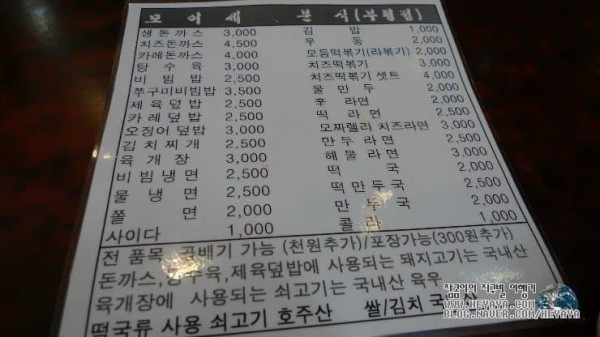 모 이 세 분 식 (부평점)
생돈까스 3,000 김 밥 1,000
치즈돈까스 4,500 우 동 2,000
카레돈까스 4,000 모듬떡볶기(라볶기) 2,000
탕 수 육 3,000 치즈떡볶기 3,000
비 빔 밥 2,500 치즈떡볶기 셋트 4,000
쭈구미비빔밥 3,500 물 만 두 2,000
제 육 덮 밥 2,500 후 라면 2,000
카 레 덮 밥 2,500 떡 라 면 2,500
오징어 덮밥 3,000 모짜렐라 치즈라면 3,000
김 치 찌 개 2,500 만 두 라 면 2,500
육 개 장 3,000 해 물 라 면 3,000
비 빔 냉 면 2,500 떡 국 2,000
물 냉 면 2,500 떡 만 두 국 2,500
쫄 면 2,000 만 두 국 2,000
사이다 1,000 콜 라 1,000
전 품목 곱배기 가능 (천원추가)/포장가능(300원추가)
돈까스,탕수육,제육덮밥에 사용되는 돼지고기는 국내산
육개장에 사용되는 쇠고기는 국내산 육우
떡국류 사용 쇠고기 호주산 쌀/김치 국내산
WWW.HEYAYA.COM
BLOG.NAVER.COM/HEYAYA